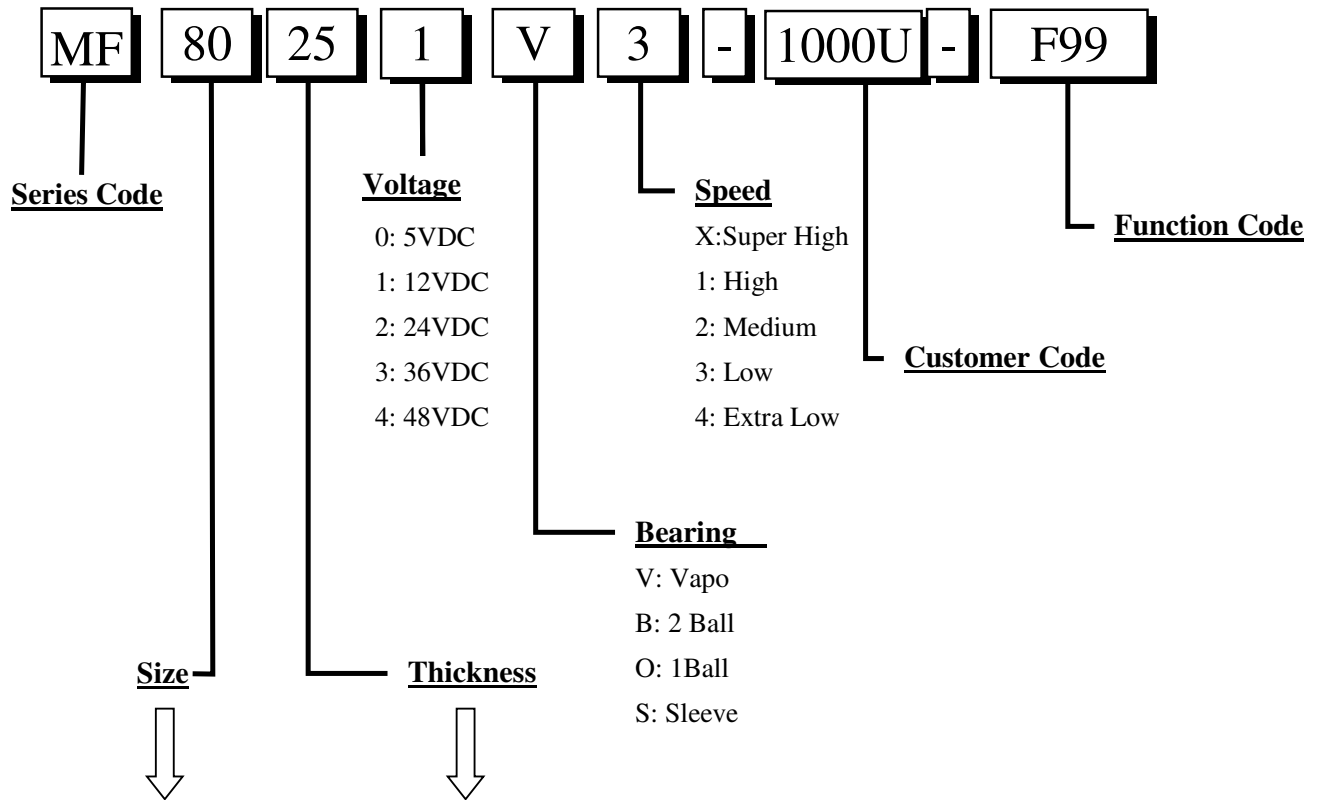 MF 80 25 1 V 3 - 1000U - F99
Series Code
Voltage
0: 5VDC
1: 12VDC
2: 24VDC
3: 36VDC
4: 48VDC
Speed
X:Super High
1: High
2: Medium
3: Low
4: Extra Low
Function Code
Customer Code
Bearing
V: Vapo
B: 2 Ball
O: 1Ball
S: Sleeve
Size
Thickness